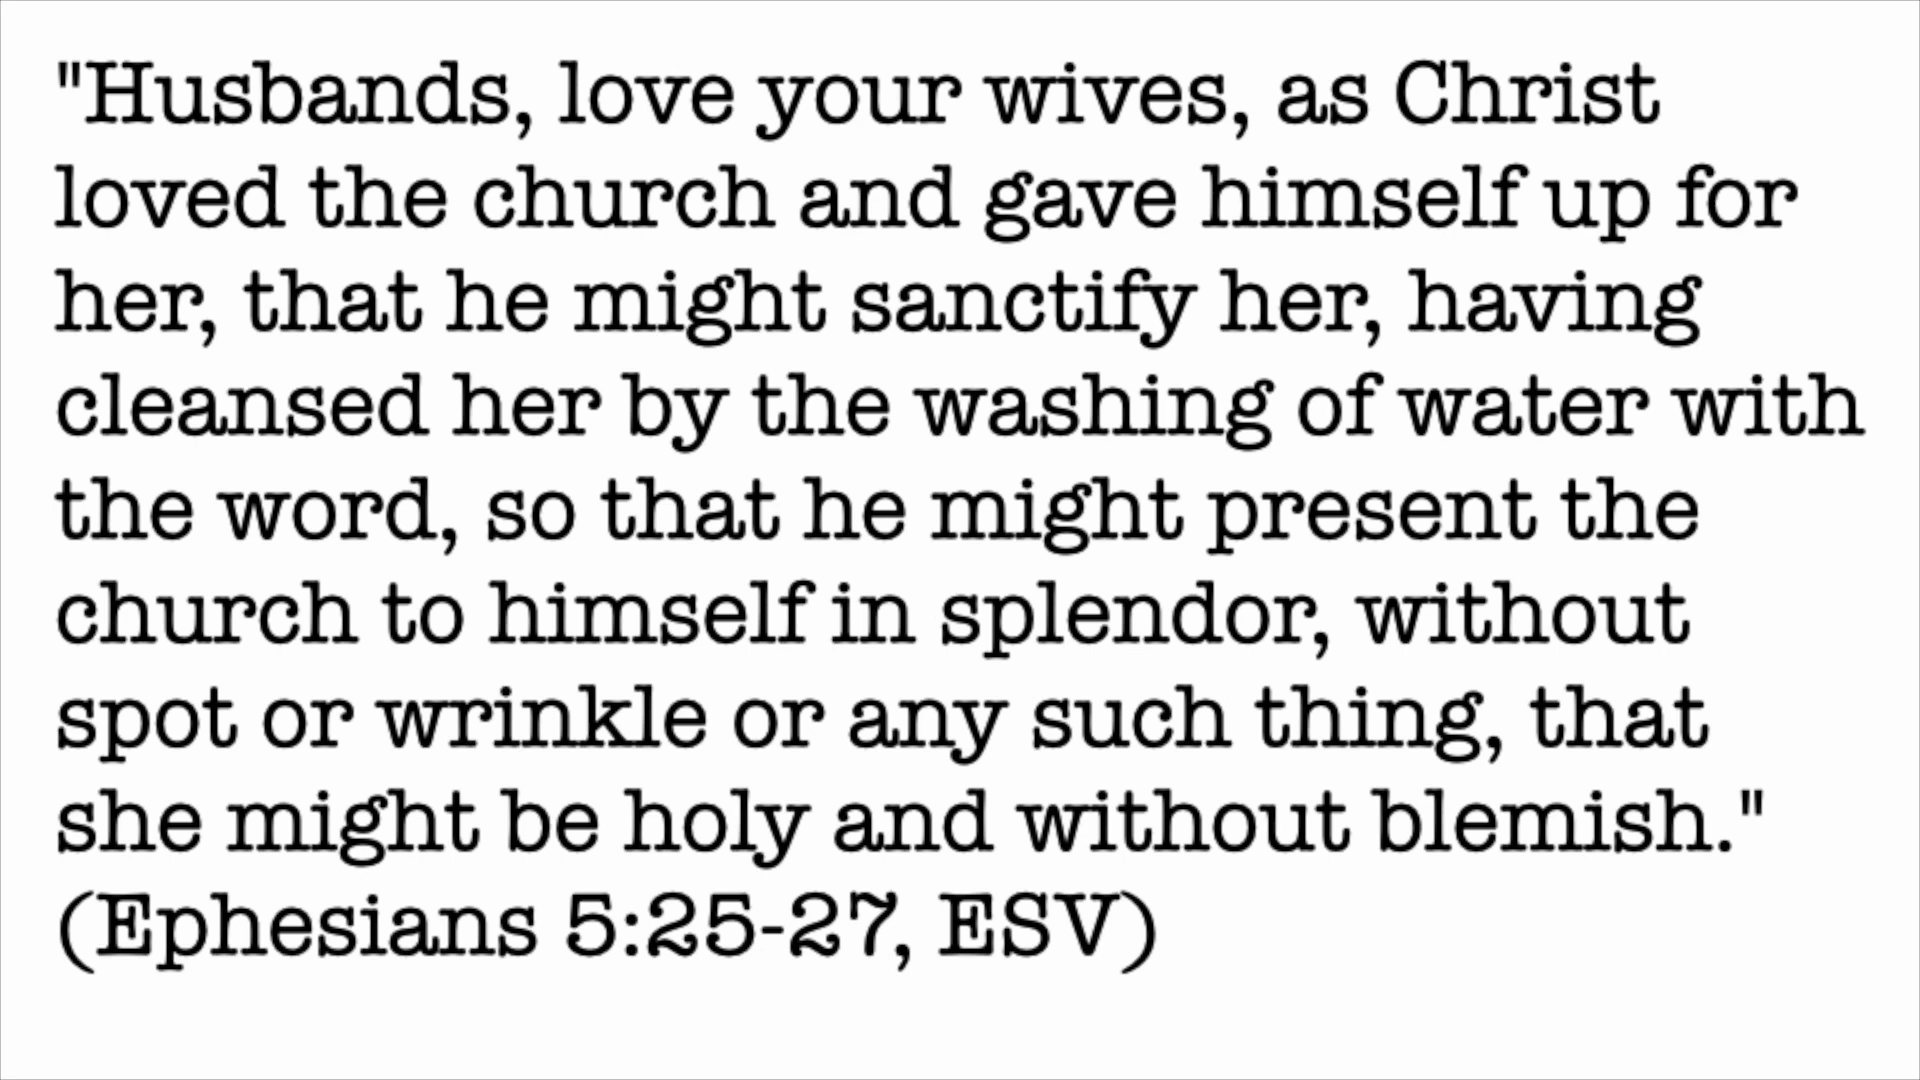 "Husbands, love your wives, as Christ
loved the church and gave himself up for
her, that he might sanctify her, having
cleansed her by the washing of water with
the word, so that he might present the
church to himself in splendor, without
spot or wrinkle or any such thing, that
she might be holy and without blemish."
(Ephesians 5:25-27, ESV)